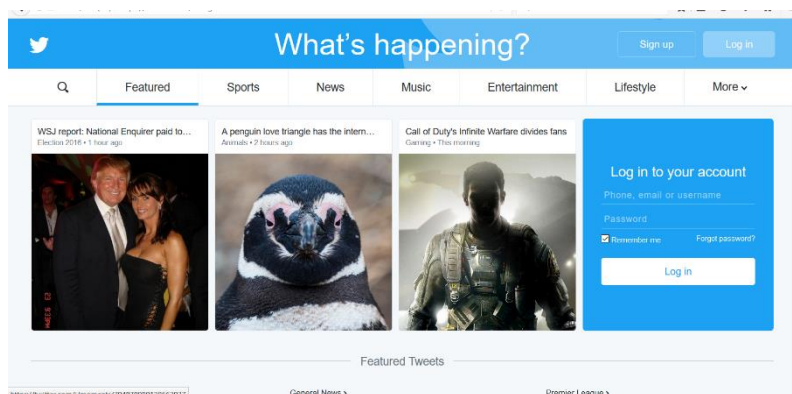 What's happening?
Sign up
Log in
Featured
Sports
News
Music
Entertainment
Lifestyle
More
WSJ report: National Enquirer paid to...
Election 2016 • 1 hour ago
A penguin love triangle has the intern...
Animals • 2 hours ago
Call of Duty's Infinite Warfare divides fans
Gaming • This morning
Log in to your account
Phone, email or username
Password
Remember me
Forgot password?
Log in
Featured Tweets
General News >
Premier League >